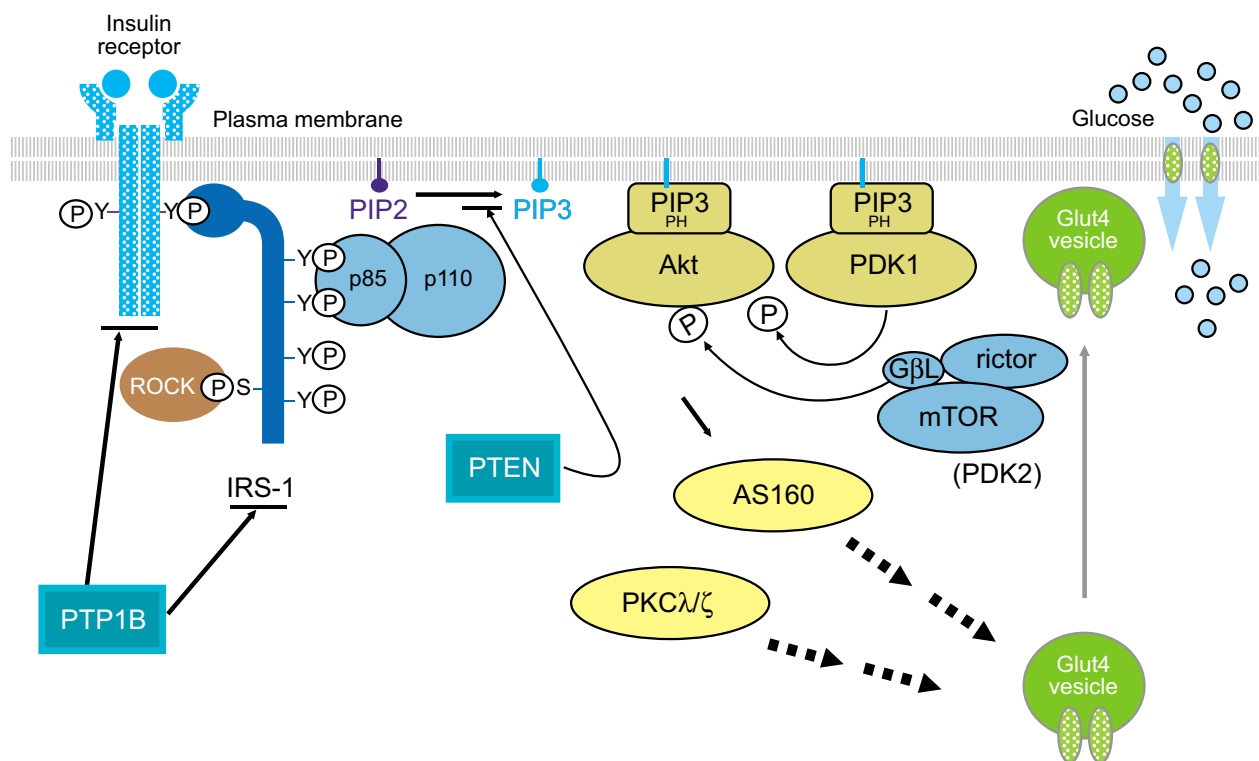 Insulin
receptor
Plasma membrane
Glucose
P Y
Y P
PIP2
PIP3
PIP3
PH
Akt
PIP3
PH
PDK1
Glut4
vesicle
Y P
Y P
Y P
Y P
p85
p110
P
P
ROCK
P S
GβL
rictor
mTOR
(PDK2)
IRS-1
PTEN
AS160
PTP1B
PKCλ/ζ
Glut4
vesicle